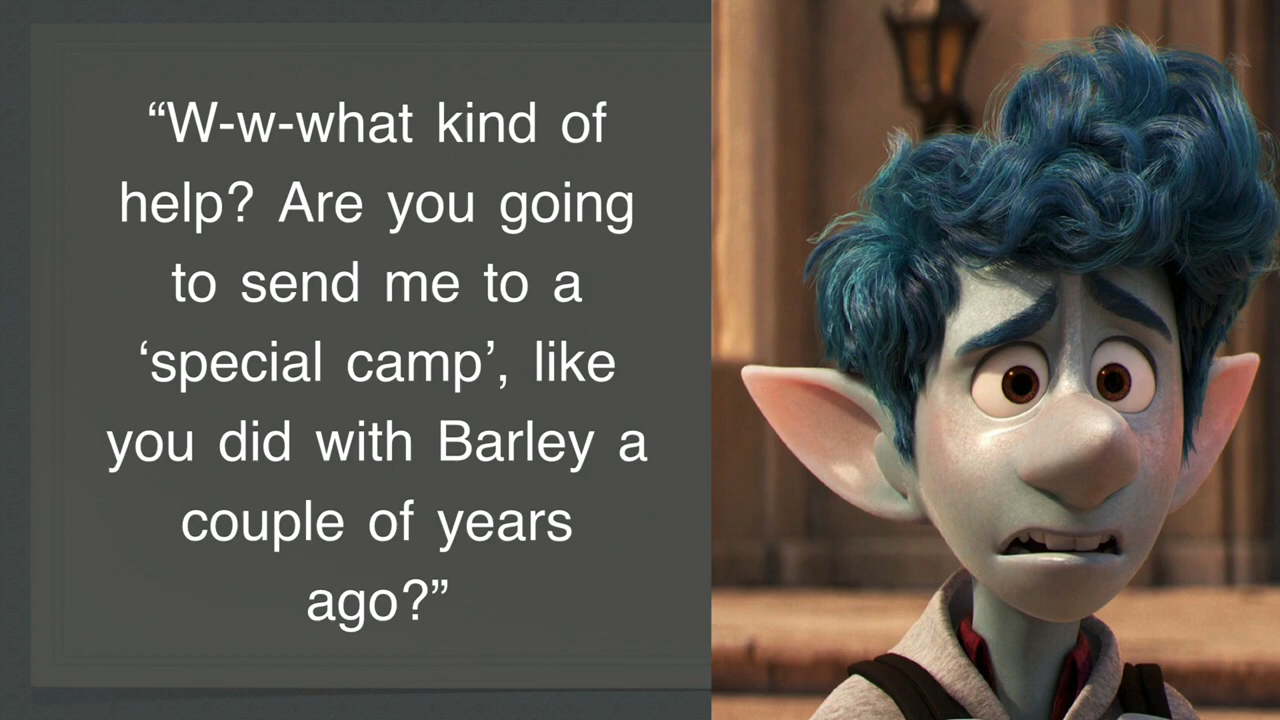 “W-w-what kind of
help? Are you going
to send me to a
‘special camp’, like
you did with Barley a
couple of years
ago?”